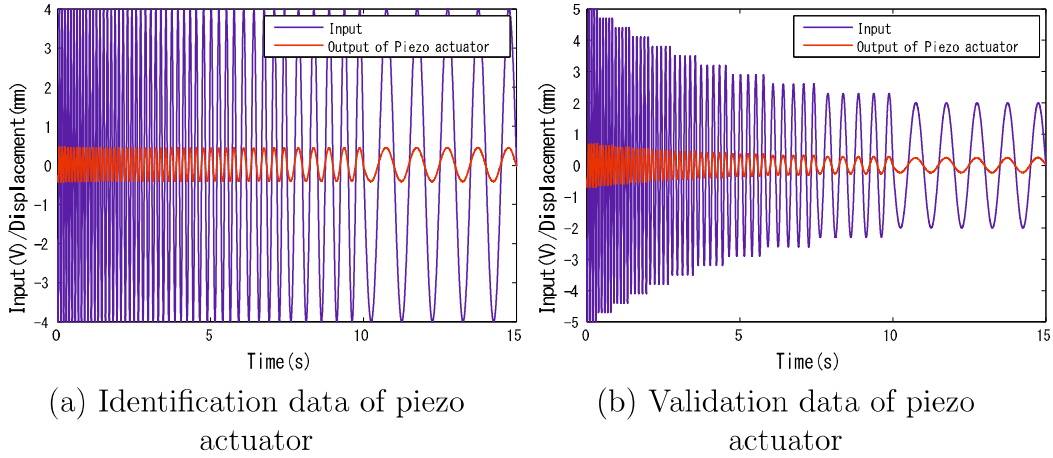 4
3
2
1
0
-1
-2
-3
-4
0
5
10
15
Input(V)/Displacement(mm)
Time(s)
Input
Output of Piezo actuator
(a) Identification data of piezo
actuator
5
4
3
2
1
0
-1
-2
-3
-4
-5
0
5
10
15
Input(V)/Displacement(mm)
Time(s)
Input
Output of Piezo actuator
(b) Validation data of piezo
actuator